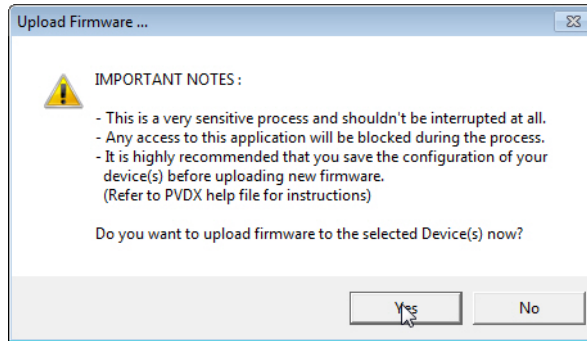 Upload Firmware ...
IMPORTANT NOTES :
- This is a very sensitive process and shouldn't be interrupted at all.
- Any access to this application will be blocked during the process.
- It is highly recommended that you save the configuration of your
device(s) before uploading new firmware.
(Refer to PVDX help file for instructions)
Do you want to upload firmware to the selected Device(s) now?
Yes No